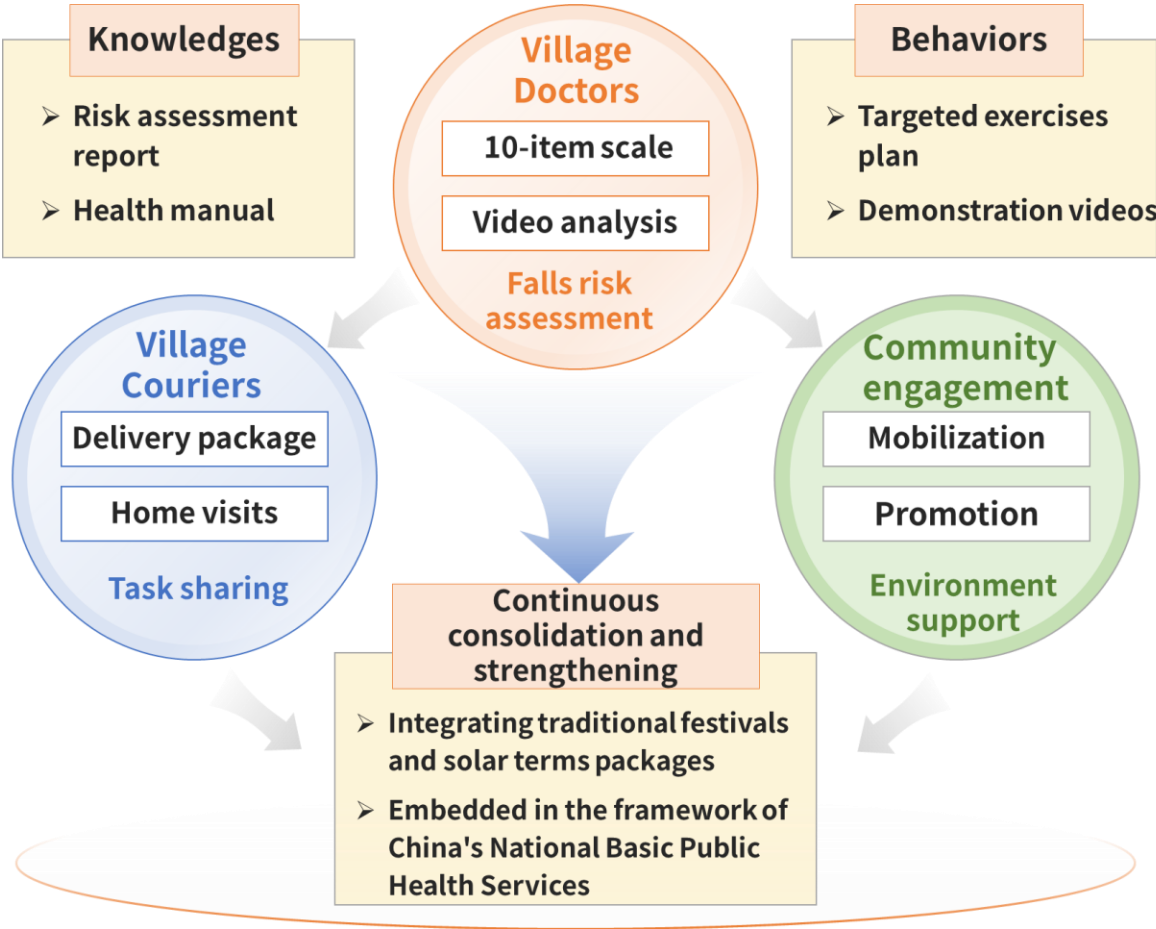 Knowledges
➢ Risk assessment
report
➢ Health manual
Village
Doctors
10-item scale
Video analysis
Falls risk
assessment
Behaviors
➢ Targeted exercises
plan
➢ Demonstration videos
Village
Couriers
Delivery package
Home visits
Task sharing
Community
engagement
Mobilization
Promotion
Environment
support
Continuous
consolidation and
strengthening
➢ Integrating traditional festivals
and solar terms packages
➢ Embedded in the framework of
China's National Basic Public
Health Services